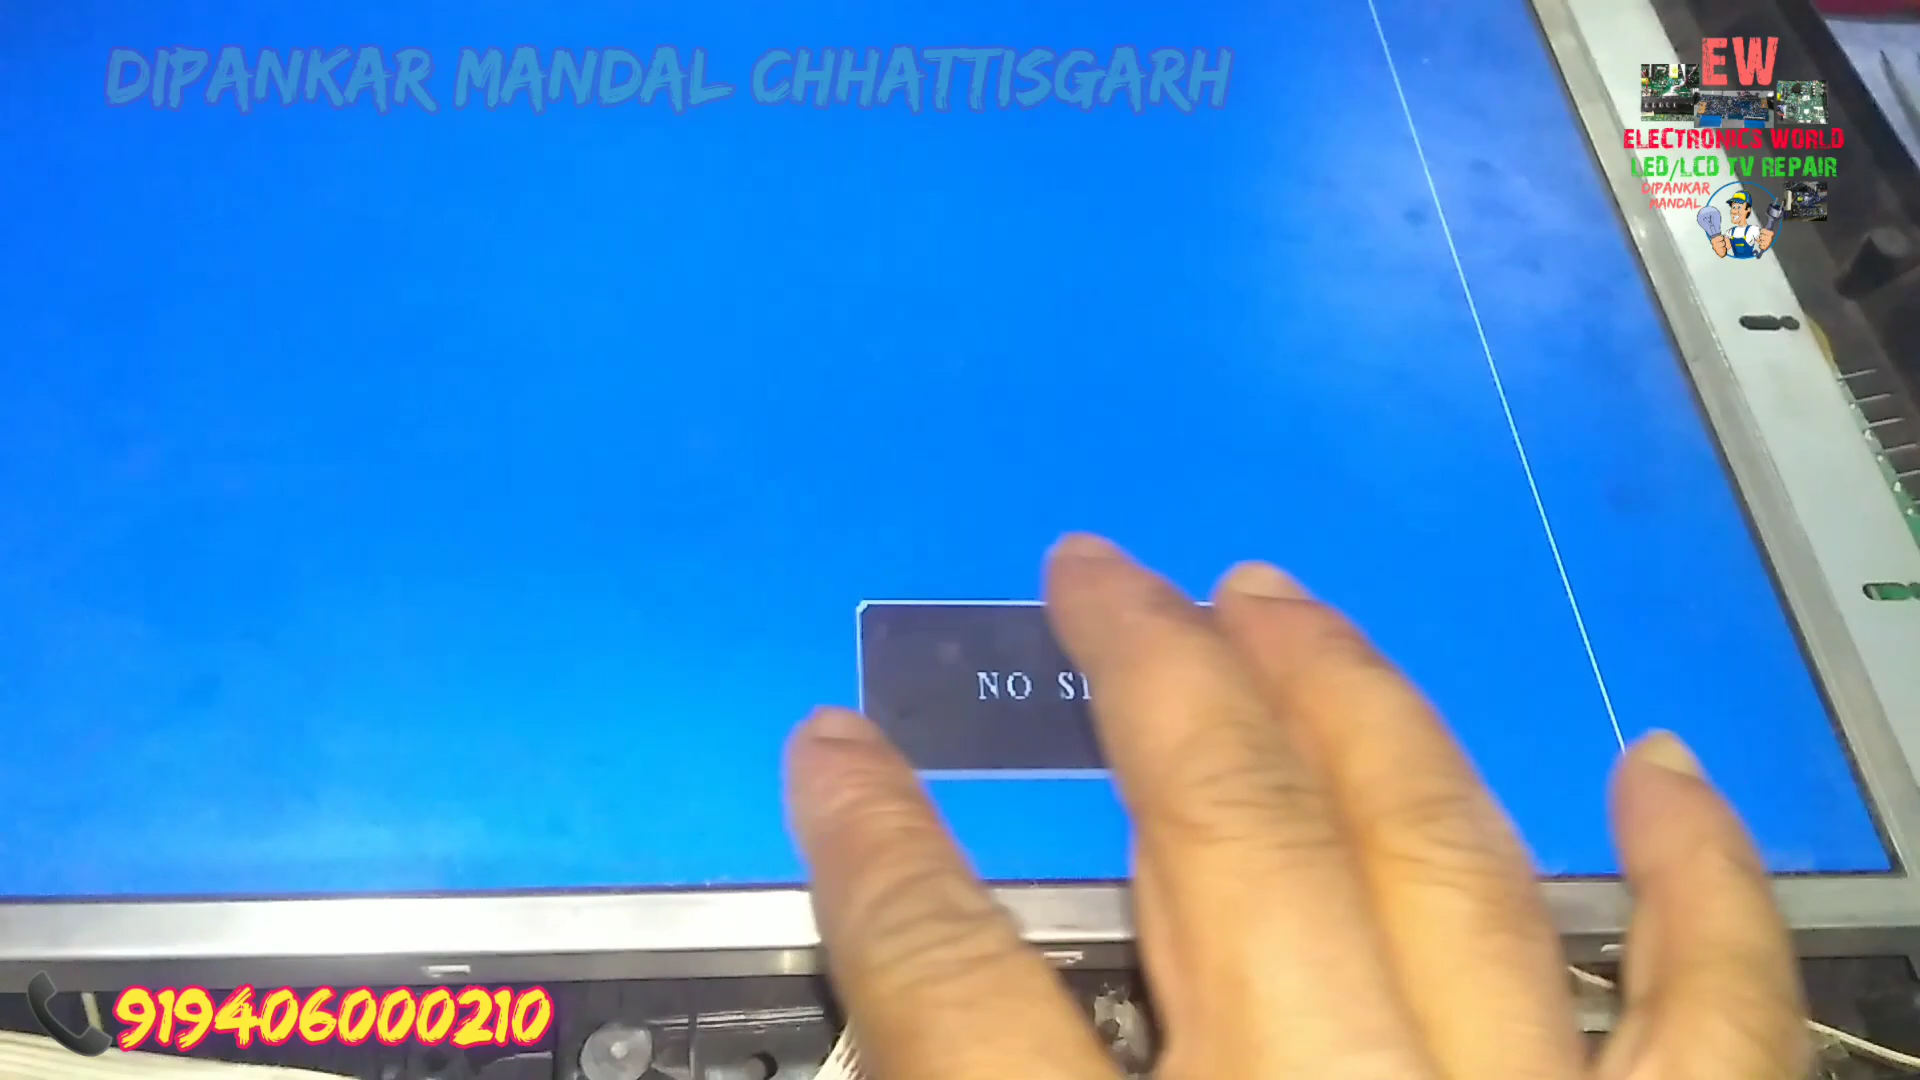 DIPANKAR MANDAL CHHATTISGARH
EW
ELECTRONICS WORLD
LED/LCD TV REPAIR
DIPANKAR
MANDAL
NO
919406000210